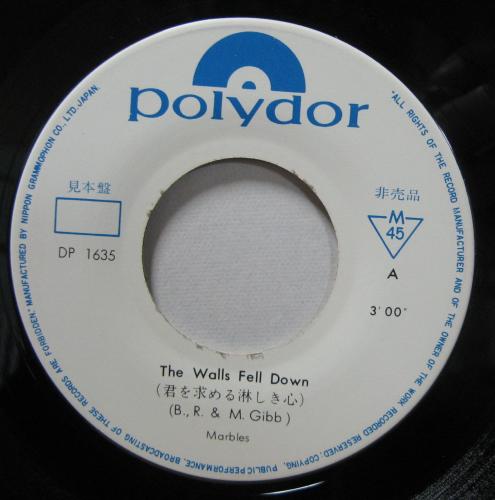 polydor
見本盤
非売品
M
45
DP 1635
A
3'00"
The Walls Fell Down
(君を求める淋しき心)
(B., R. & M. Gibb)
Marbles
"ALL RIGHTS OF THE RECORD MANUFACTURER AND OF THE OWNER OF THE WORK RECORDED RESERVED. COPYING, PUBLIC PERFORMANCE, BROADCASTING OF THESE RECORDS ARE FORBIDDEN." MANUFACTURED BY NIPPON GRAMMOPHON CO., LTD. JAPAN.